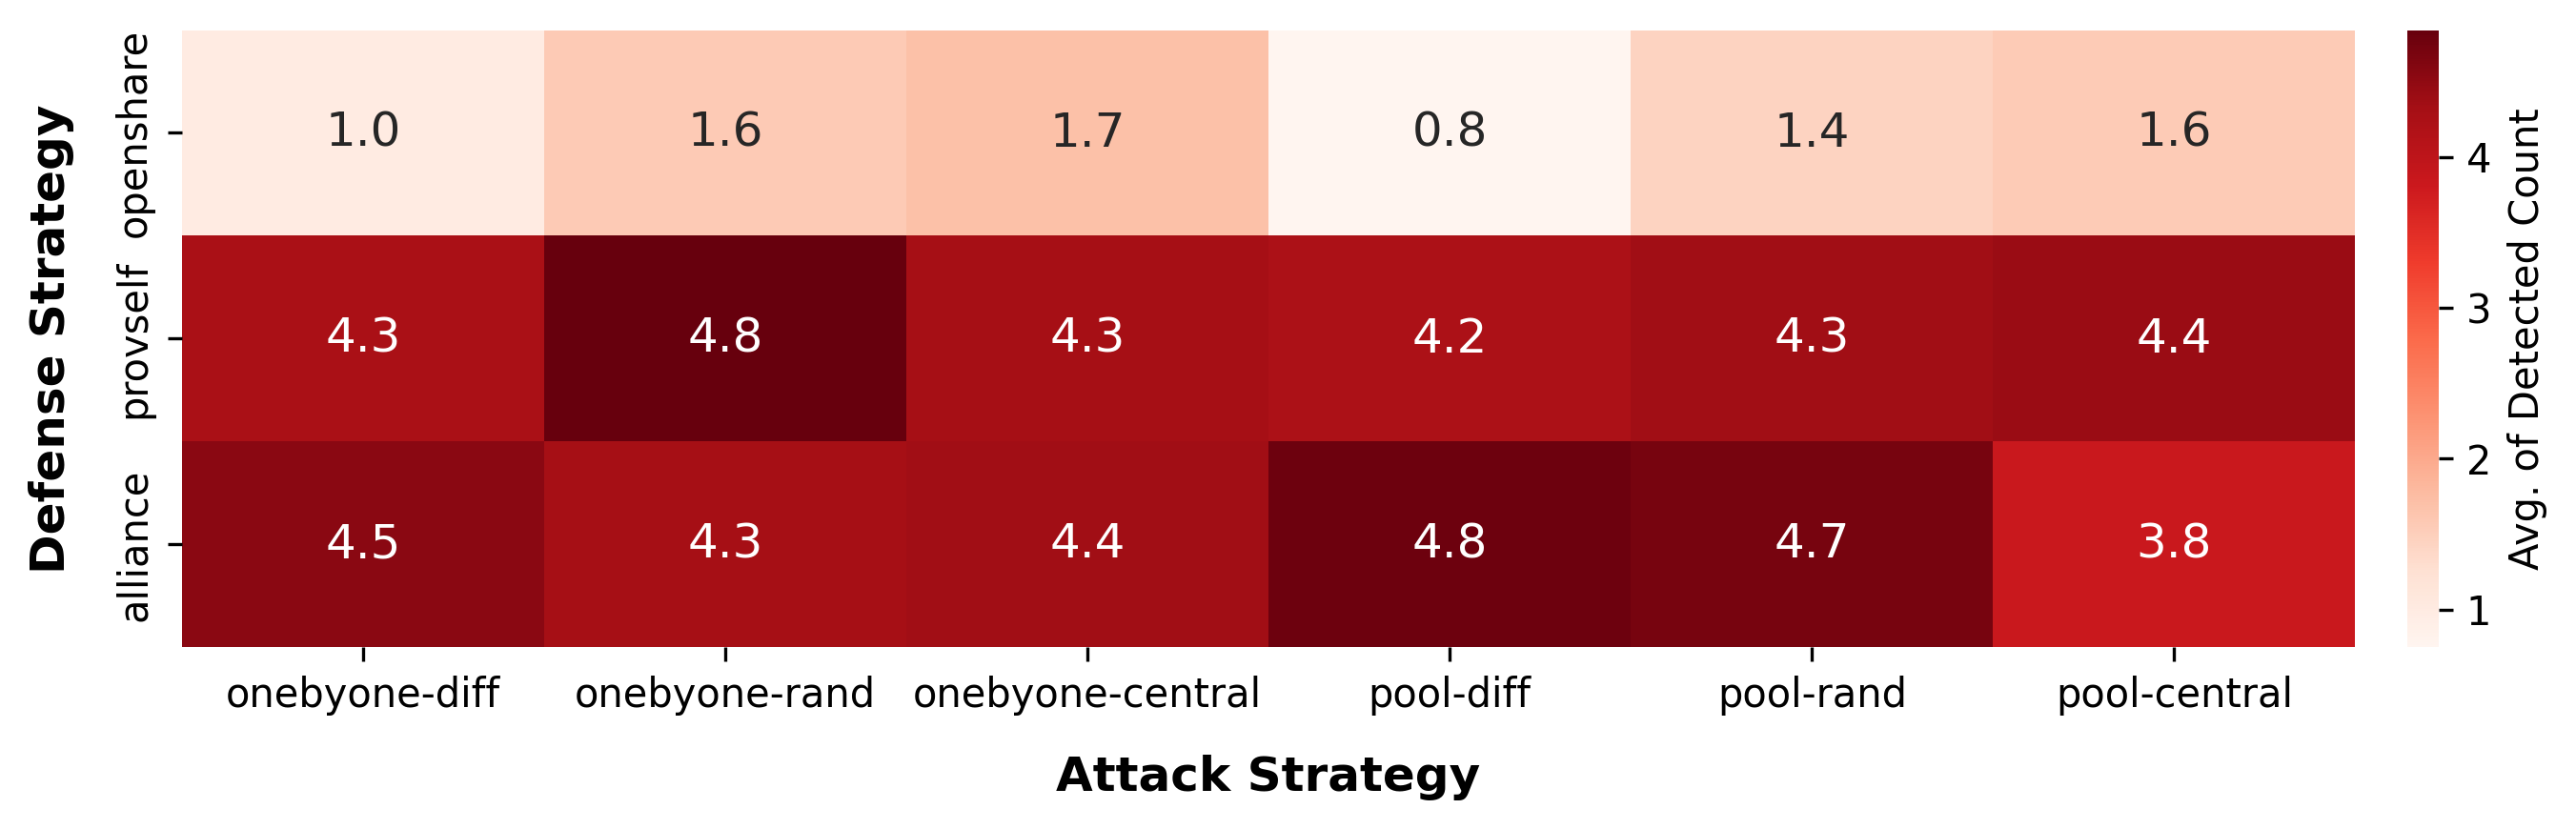 Defense Strategy
openshare
1.0 1.6 1.7 0.8 1.4 1.6
provself
4.3 4.8 4.3 4.2 4.3 4.4
alliance
4.5 4.3 4.4 4.8 4.7 3.8
onebyone-diff onebyone-rand onebyone-central pool-diff pool-rand pool-central
Attack Strategy
4
3
2
1
Avg. of Detected Count